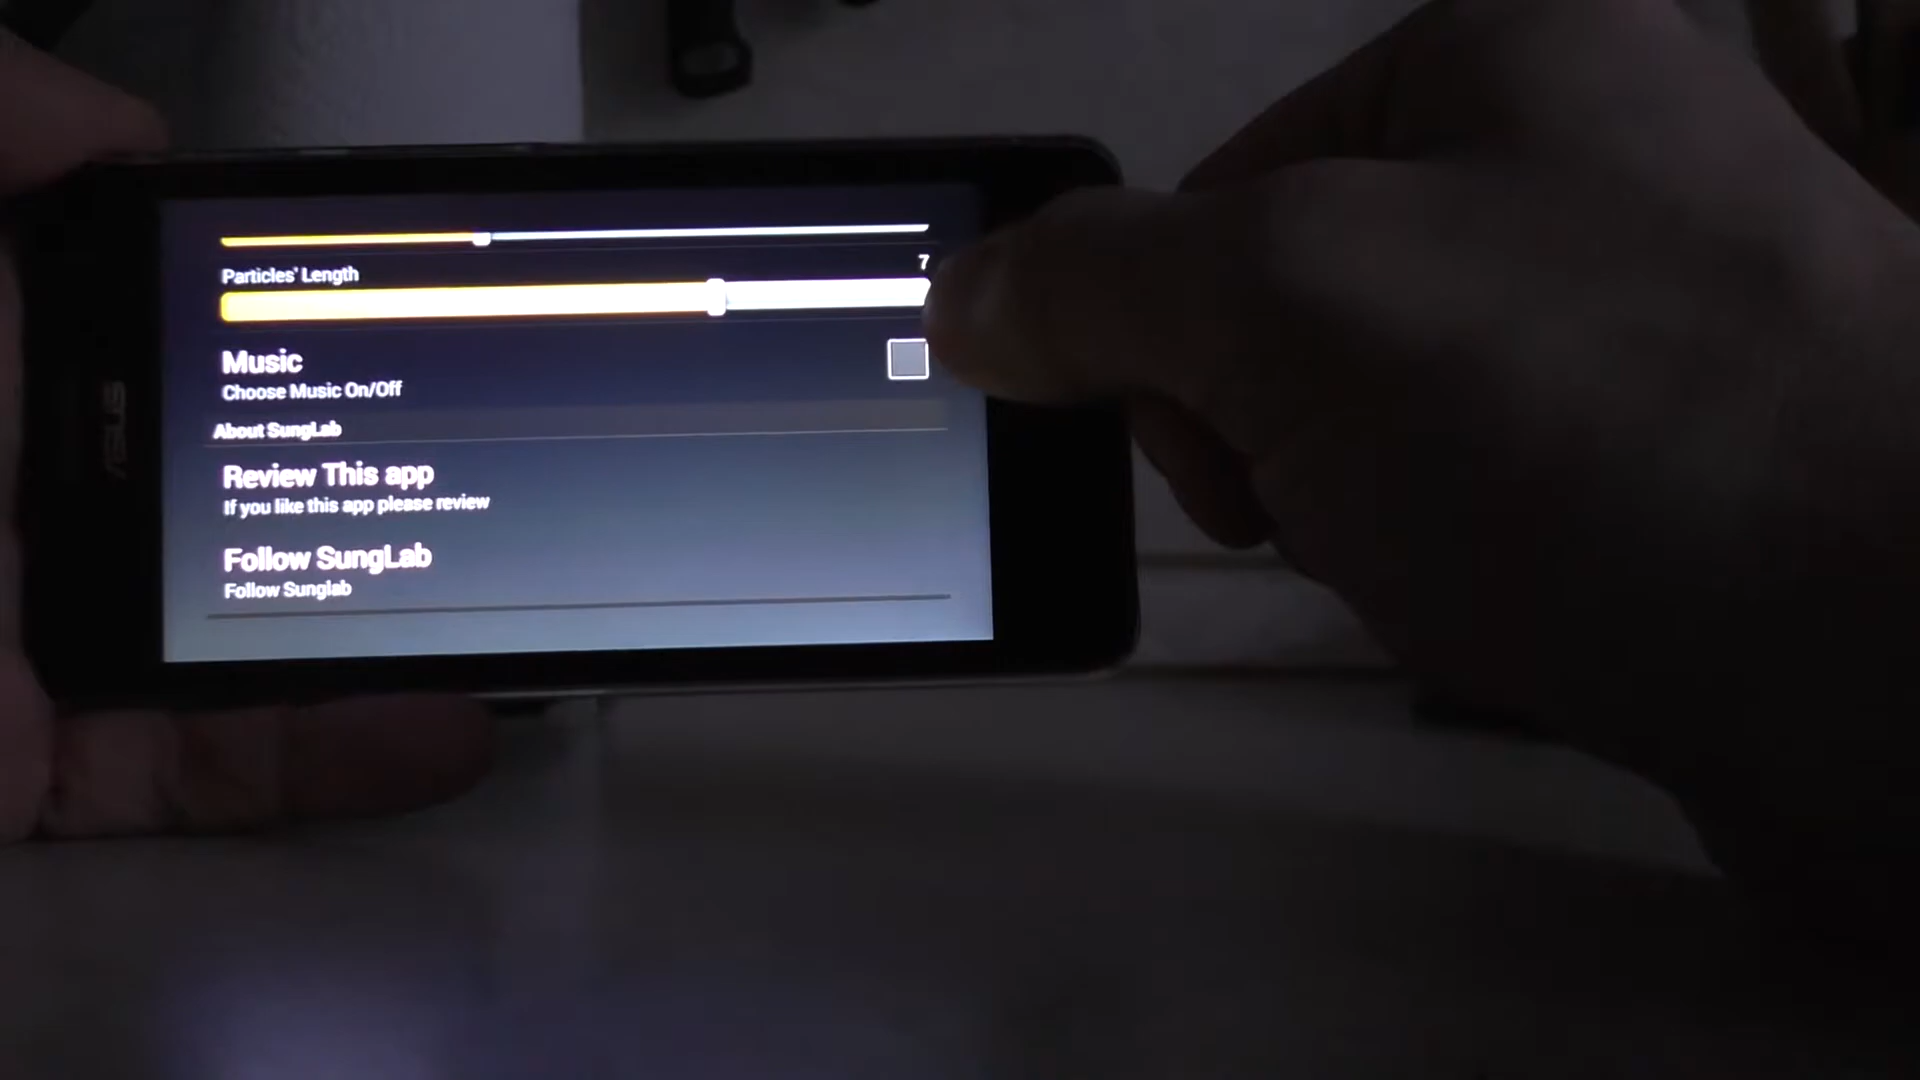 Particles' Length
7
Music
Choose Music On/Off
About SungLab
Review This app
If you like this app please review
Follow SungLab
Follow Sunglab
ASUS